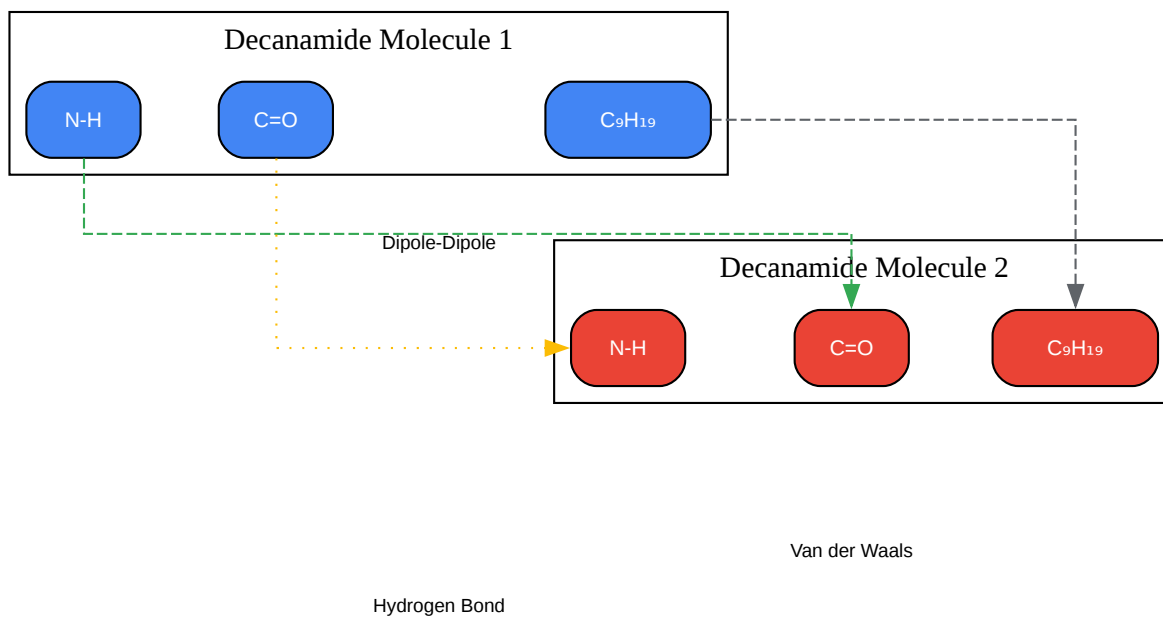 Decanamide Molecule 1
N-H
C=O
C₉H₁₉
Dipole-Dipole
Decanamide Molecule 2
N-H
C=O
C₉H₁₉
Van der Waals
Hydrogen Bond